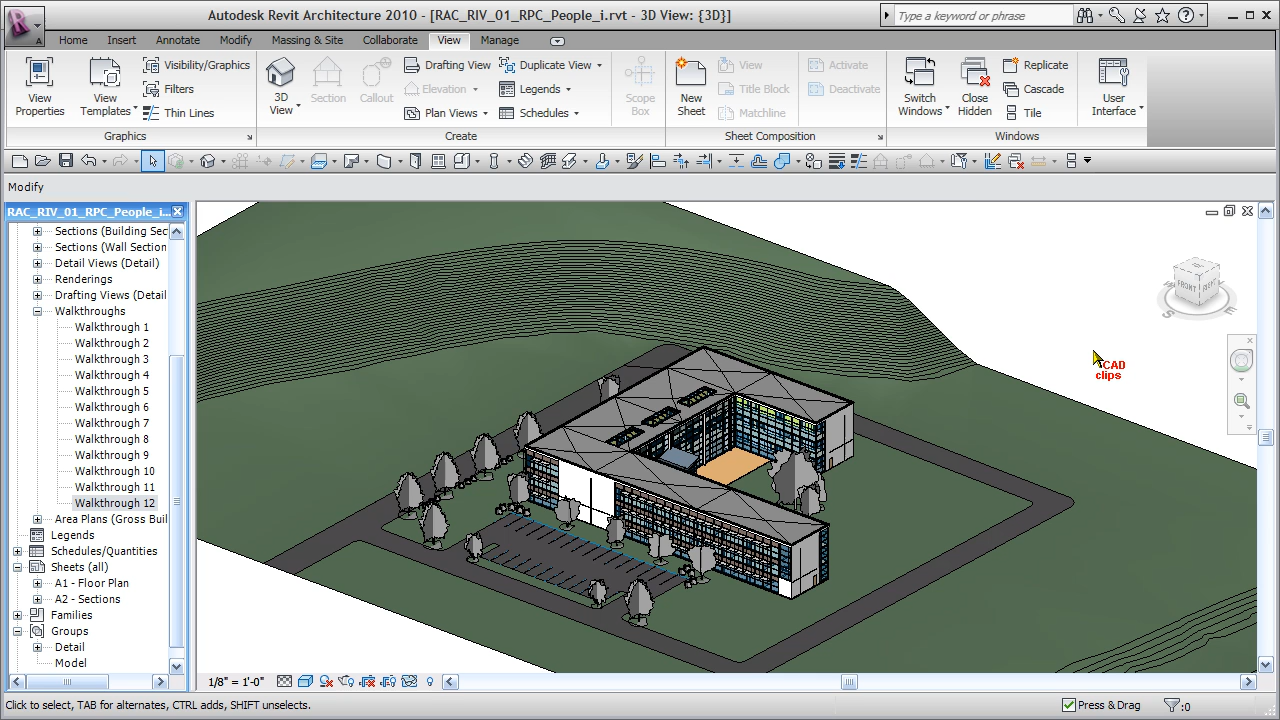 Autodesk Revit Architecture 2010 - [RAC_RIV_01_RPC_People_i.rvt - 3D View: {3D}]
Type a keyword or phrase
Home Insert Annotate Modify Massing & Site Collaborate View Manage
View Properties
View Templates
Visibility/Graphics
Filters
Thin Lines
Graphics
3D View
Section
Callout
Drafting View
Elevation
Plan Views
Duplicate View
Legends
Schedules
Create
Scope Box
New Sheet
View
Title Block
Matchline
Activate
Deactivate
Sheet Composition
Switch Windows
Close Hidden
Replicate
Cascade
Tile
User Interface
Windows
Modify
RAC_RIV_01_RPC_People_i...
Sections (Building Sec
Sections (Wall Section
Detail Views (Detail)
Renderings
Drafting Views (Detail
Walkthroughs
Walkthrough 1
Walkthrough 2
Walkthrough 3
Walkthrough 4
Walkthrough 5
Walkthrough 6
Walkthrough 7
Walkthrough 8
Walkthrough 9
Walkthrough 10
Walkthrough 11
Walkthrough 12
Area Plans (Gross Buil
Legends
Schedules/Quantities
Sheets (all)
A1 - Floor Plan
A2 - Sections
Families
Groups
Detail
Model
FRONT
S
E
CAD
clips
1/8" = 1'-0"
Click to select, TAB for alternates, CTRL adds, SHIFT unselects.
Press & Drag
:0